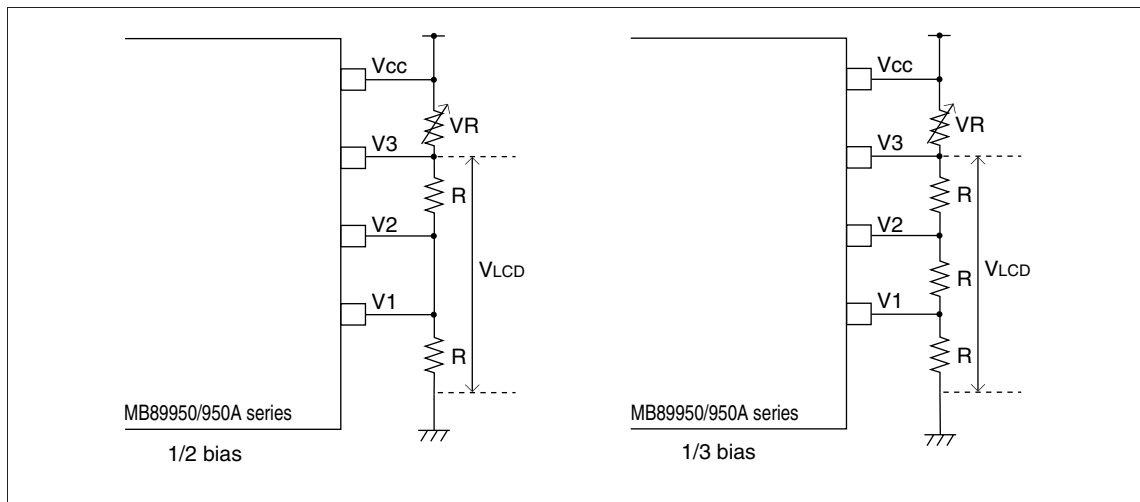 Vcc
VR
V3
R
V2
VLCD
V1
R
MB89950/950A series
1/2 bias
Vcc
VR
V3
R
V2
R
VLCD
V1
R
MB89950/950A series
1/3 bias